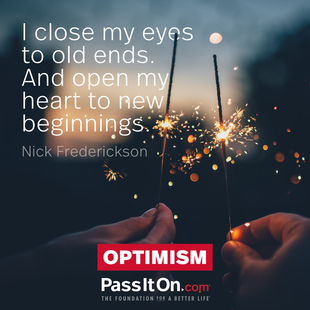 I close my eyes
to old ends.
And open my
heart to new
beginnings.
Nick Frederickson
OPTIMISM
PassItOn.com
THE FOUNDATION FOR A BETTER LIFE